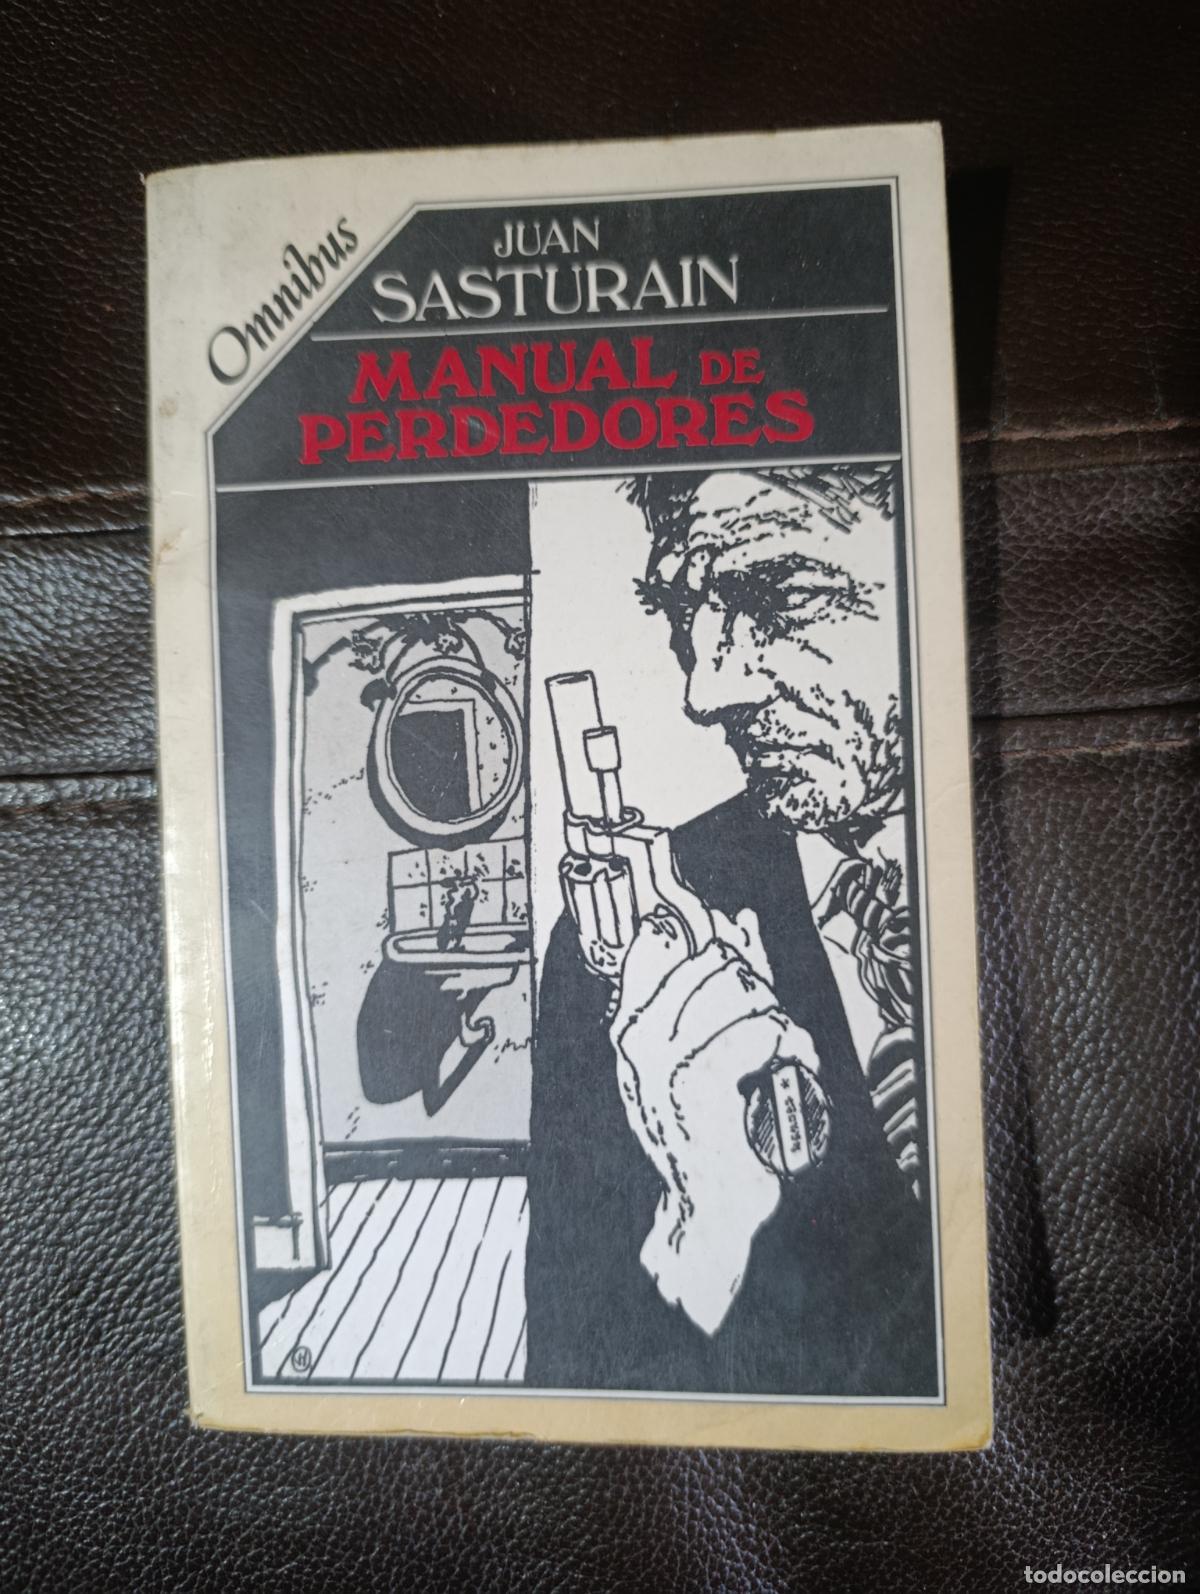 Omnibus
JUAN
SASTURAIN
MANUAL DE
PERDEDORES
todocoleccion